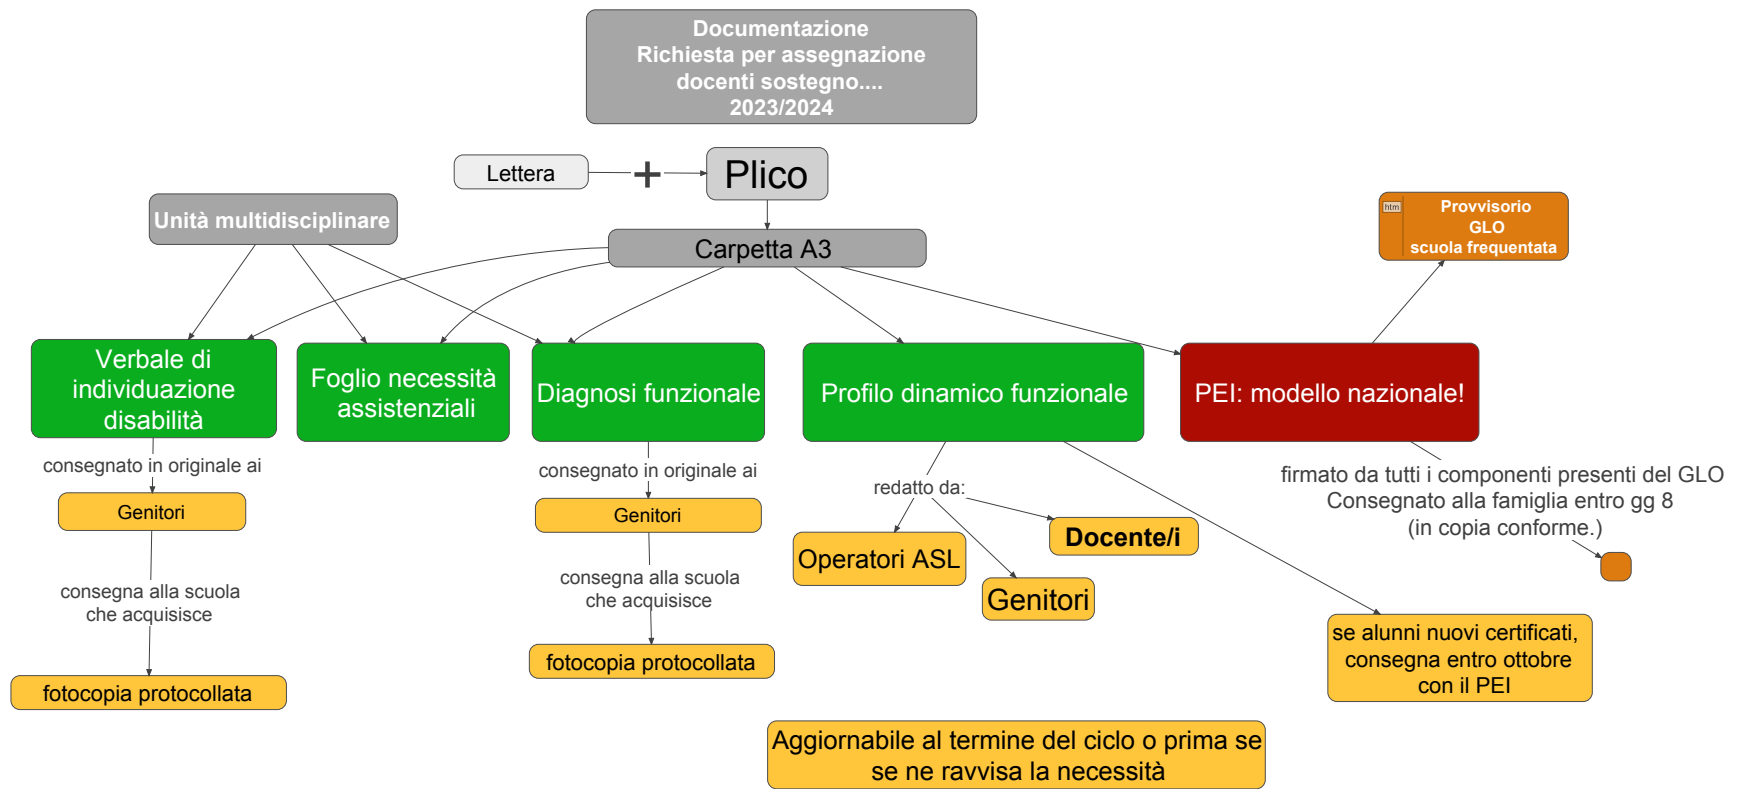 Documentazione
Richiesta per assegnazione
docenti sostegno....
2023/2024
Lettera
+
Plico
Unità multidisciplinare
Carpetta A3
htm
Provvisorio
GLO
scuola frequentata
Verbale di
individuazione
disabilità
Foglio necessità
assistenziali
Diagnosi funzionale
Profilo dinamico funzionale
PEI: modello nazionale!
consegnato in originale ai
Genitori
consegna alla scuola
che acquisisce
fotocopia protocollata
consegnato in originale ai
Genitori
consegna alla scuola
che acquisisce
fotocopia protocollata
redatto da:
Operatori ASL
Genitori
Docente/i
firmato da tutti i componenti presenti del GLO
Consegnato alla famiglia entro gg 8
(in copia conforme.)
se alunni nuovi certificati,
consegna entro ottobre
con il PEI
Aggiornabile al termine del ciclo o prima se
se ne ravvisa la necessità